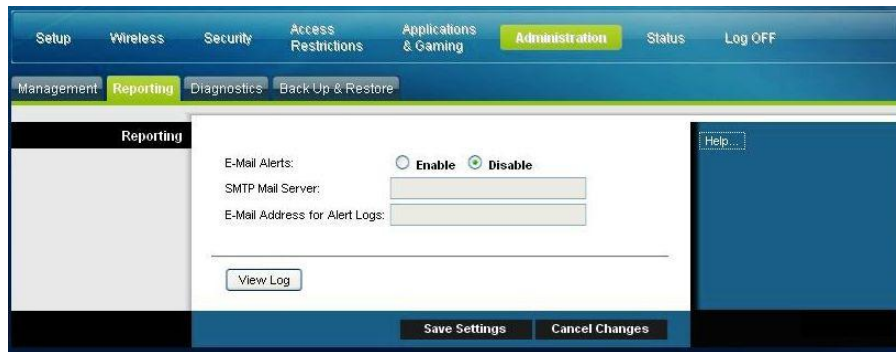 Setup Wireless Security Access Restrictions Applications & Gaming Administration Status Log OFF
Management Reporting Diagnostics Back Up & Restore
Reporting
Help...
E-Mail Alerts: Enable Disable
SMTP Mail Server:
E-Mail Address for Alert Logs:
View Log
Save Settings Cancel Changes